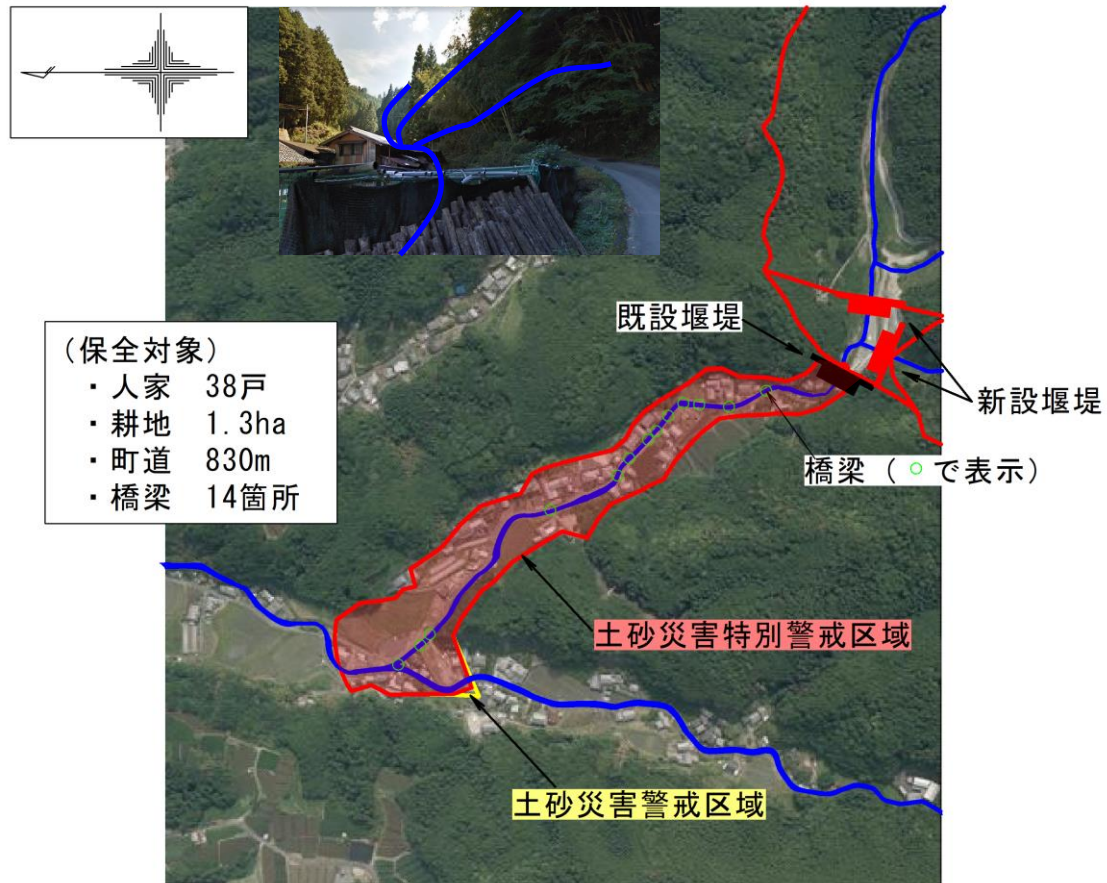 （保全対象）
・人家　38戸
・耕地　1.3ha
・町道　830m
・橋梁　14箇所
既設堰堤
新設堰堤
橋梁（○で表示）
土砂災害特別警戒区域
土砂災害警戒区域